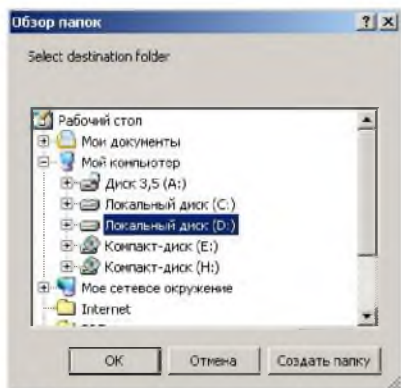 Обзор папок
Select destination folder
Рабочий стол
Мои документы
Мой компьютер
Диск 3,5 (A:)
Локальный диск (C:)
Локальный диск (D:)
Компакт-диск (E:)
Компакт-диск (H:)
Мое сетевое окружение
Internet
OK Отмена Создать папку